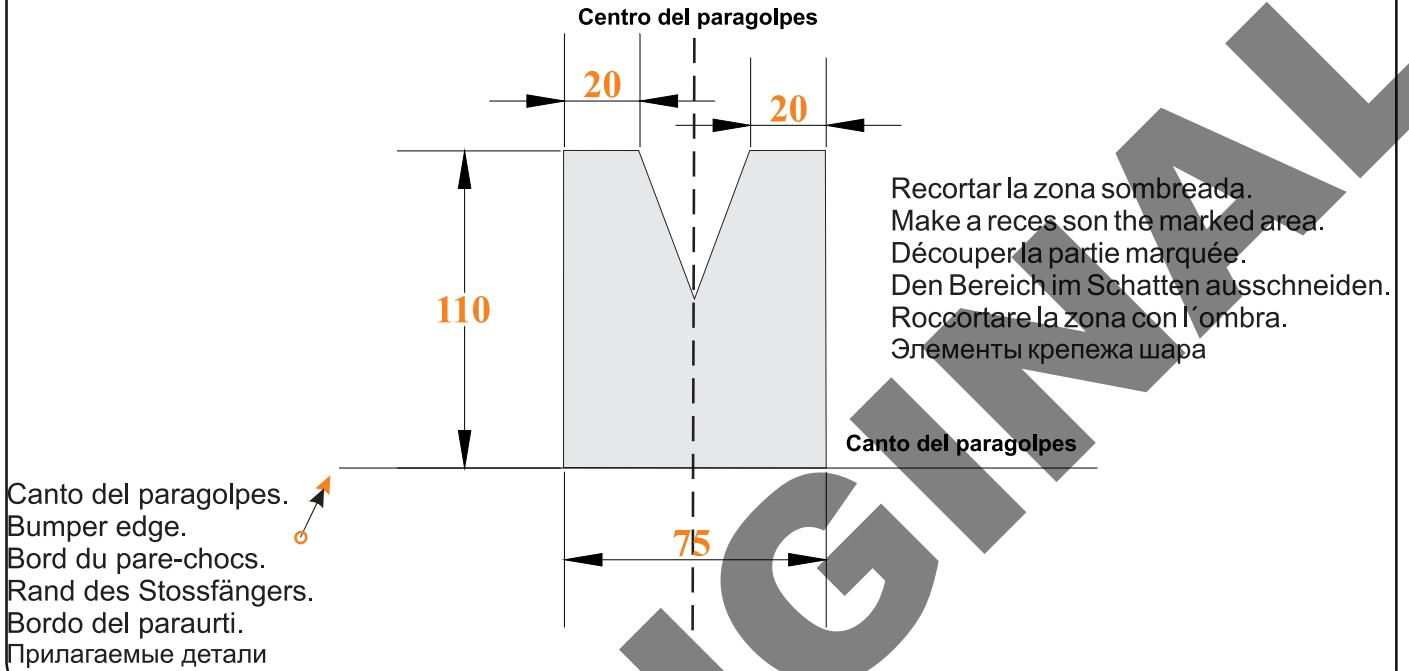 Centro del paragolpes
20
20
110
Recortar la zona sombreada.
Make a reces son the marked area.
Découper la partie marquée.
Den Bereich im Schatten ausschneiden.
Roccortare la zona con l´ombra.
Элементы крепежа шара
Canto del paragolpes
Canto del paragolpes.
Bumper edge.
Bord du pare-chocs.
Rand des Stossfängers.
Bordo del paraurti.
Прилагаемые детали
75
IGINAL